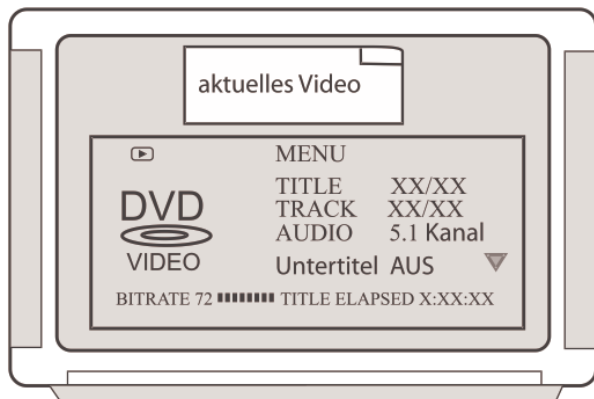 aktuelles Video
MENU
TITLE XX/XX
TRACK XX/XX
AUDIO 5.1 Kanal
Untertitel AUS
DVD
VIDEO
BITRATE 72 TITLE ELAPSED X:XX:XX